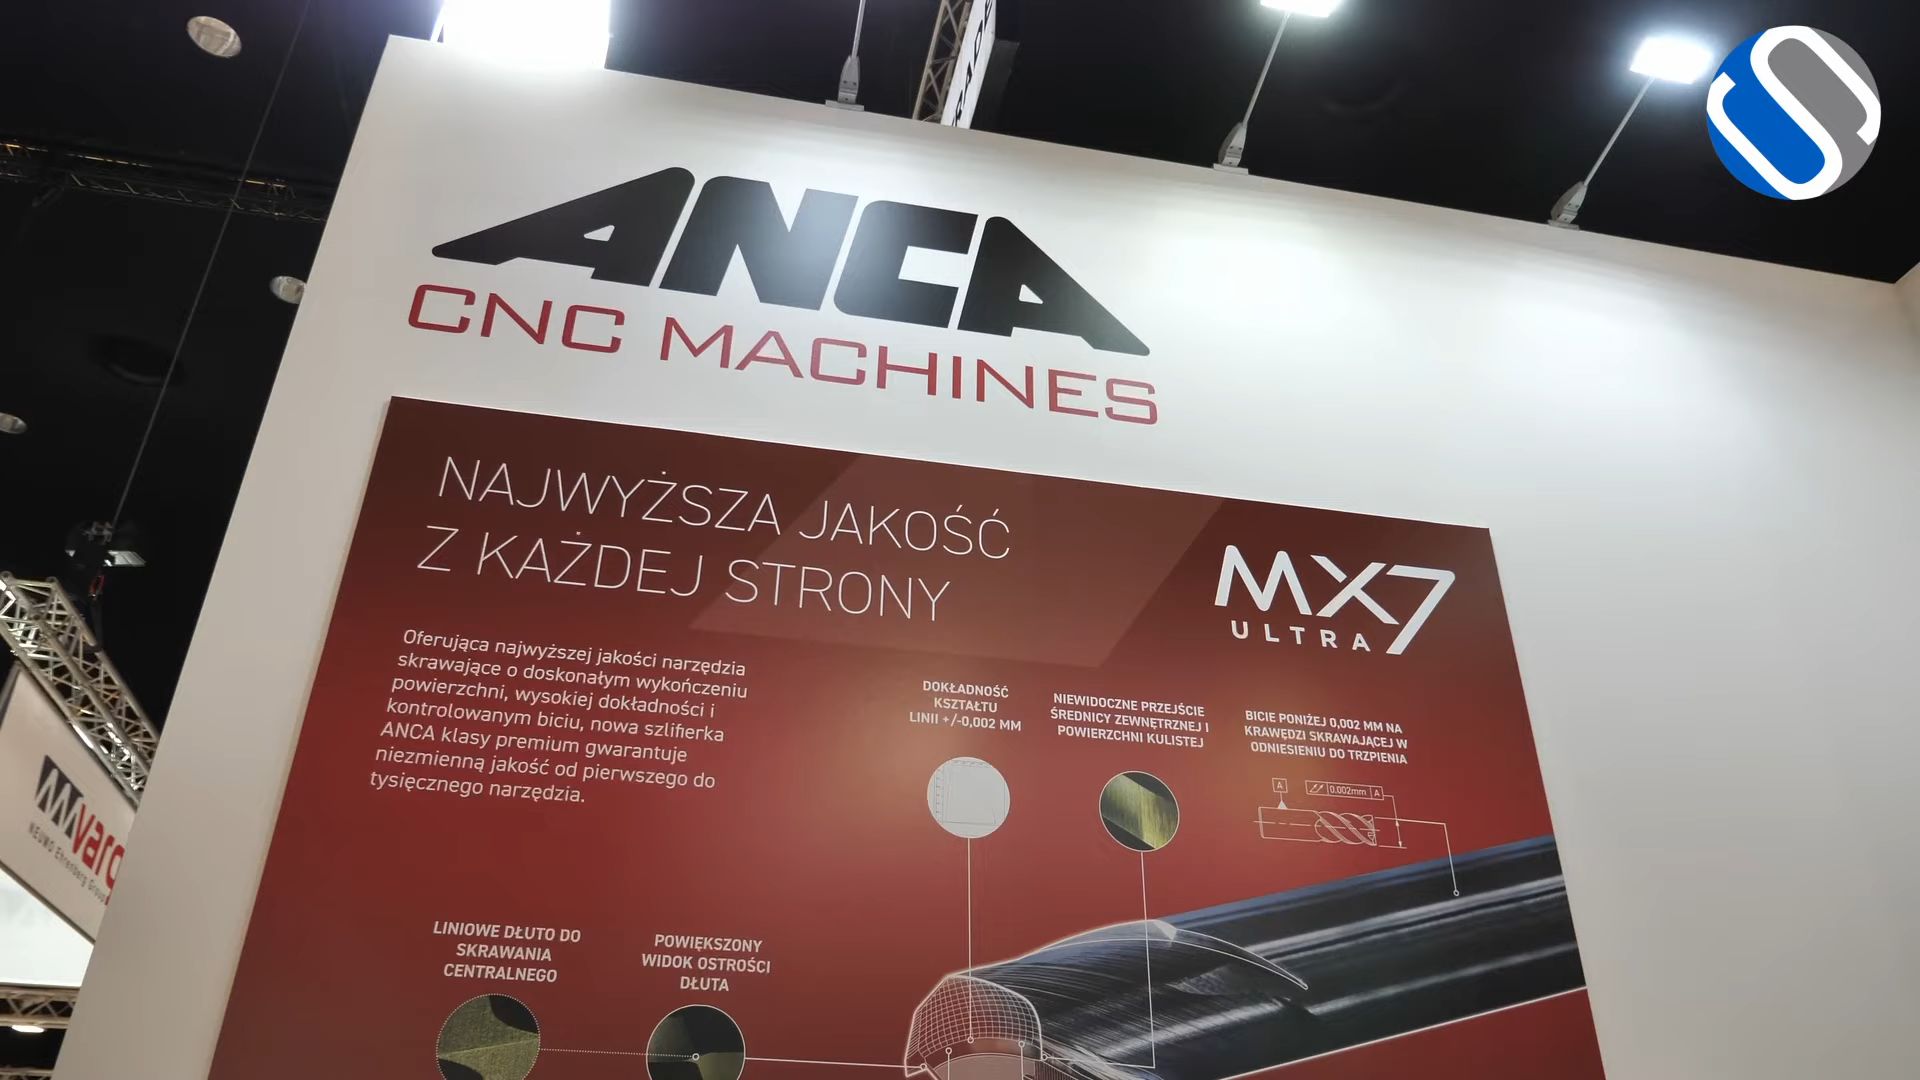 ANCA
CNC MACHINES
NAJWYŻSZA JAKOŚĆ
Z KAŻDEJ STRONY
MX7
ULTRA
Oferująca najwyższej jakości narzędzia
skrawające o doskonałym wykończeniu
powierzchni, wysokiej dokładności i
kontrolowanym biciu, nowa szlifierka
ANCA klasy premium gwarantuje
niezmienną jakość od pierwszego do
tysięcznego narzędzia.
DOKŁADNOŚĆ
KSZTAŁTU
LINII +/-0,002 MM
NIEWIDOCZNE PRZEJŚCIE
ŚREDNICY ZEWNĘTRZNEJ I
POWIERZCHNI KULISTEJ
BICIE PONIŻEJ 0,002 MM NA
KRAWĘDZI SKRAWAJĄCEJ W
ODNIESIENIU DO TRZPIENIA
A
0.002mm A
LINIOWE DŁUTO DO
SKRAWANIA
CENTRALNEGO
POWIĘKSZONY
WIDOK OSTROŚCI
DŁUTA
NEUMO Ehrenberg Group